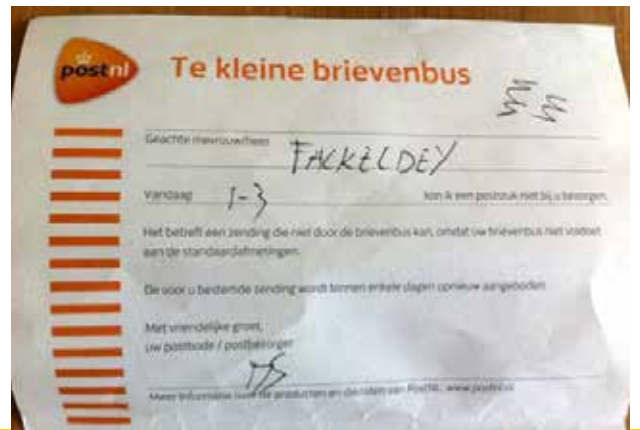 postnl
Te kleine brievenbus
Geachte mevrouw/heer
FACKELDEY
Vandaag 1-3 kon ik een poststuk niet bij u bezorgen.
Het betreft een zending die niet door de brievenbus kan, omdat uw brievenbus niet voldoet
aan de standaardafmetingen.
De voor u bestemde zending wordt binnen enkele dagen opnieuw aangeboden
Met vriendelijke groet,
uw postbode / postbezorger
Meer informatie over de producten en diensten van PostNL: www.postnl.nl